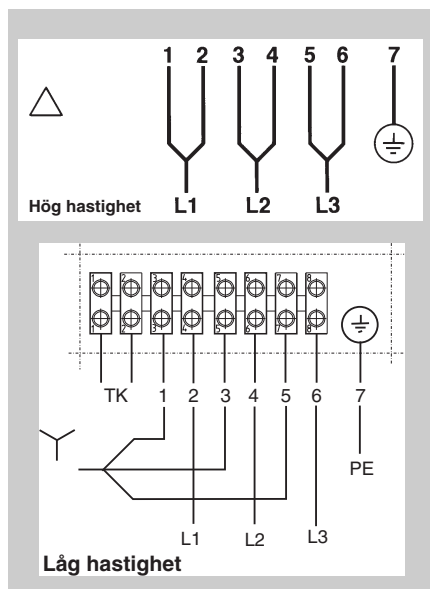 1 2 3 4 5 6 7
L1 L2 L3
Hög hastighet
1 2 3 4 5 6 7 8
1 2 3 4 5 6 7 8
TK 1 2 3 4 5 6 7
PE
L1 L2 L3
Låg hastighet